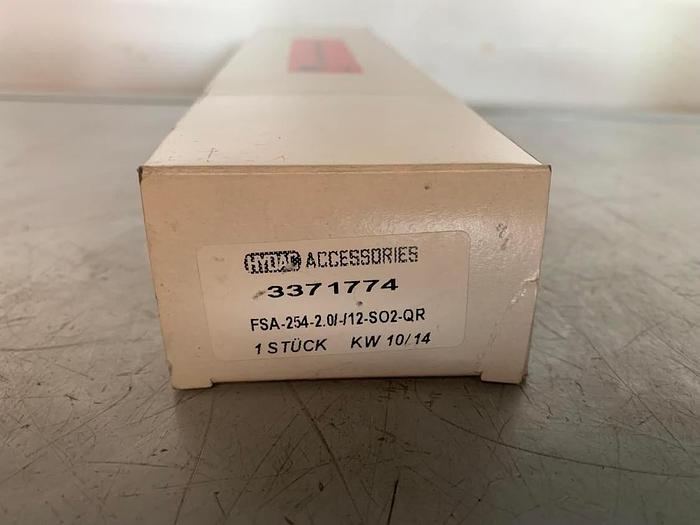 HYDAC ACCESSORIES
3371774
FSA-254-2.0/-/12-SO2-QR
1 STÜCK KW 10/14